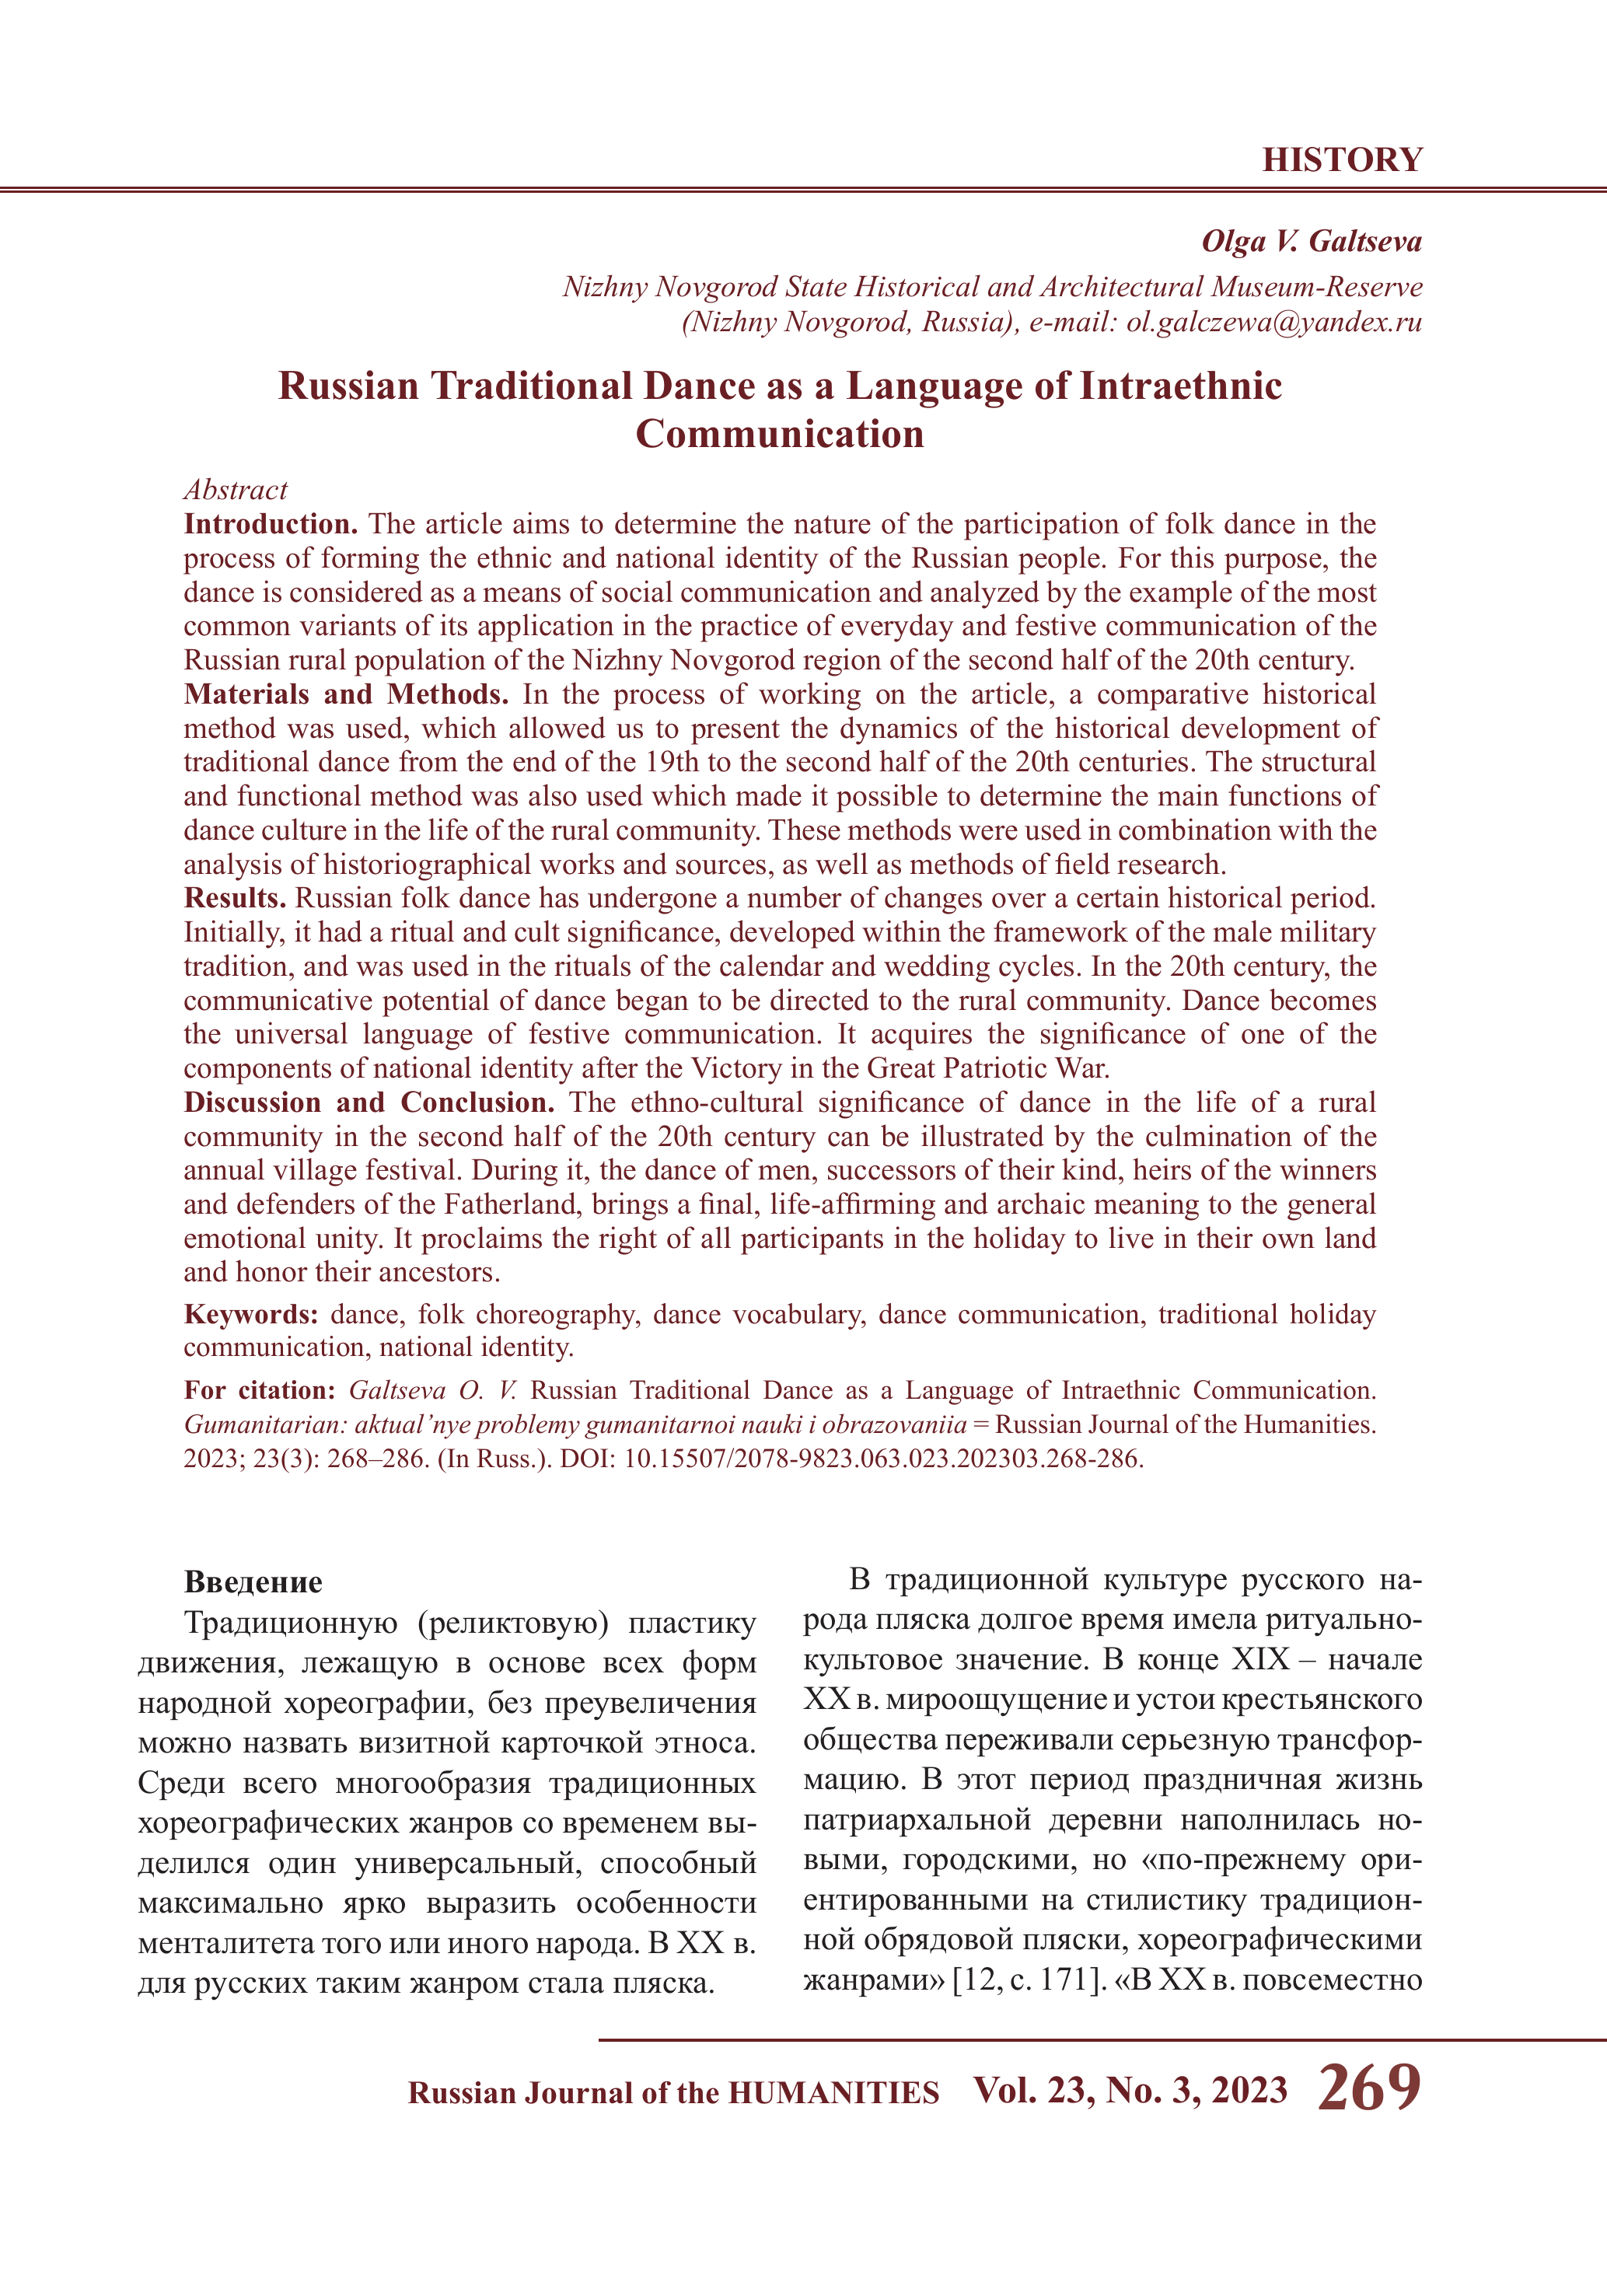 HISTORY
Olga V. Galtseva
Nizhny Novgorod State Historical and Architectural Museum-Reserve
(Nizhny Novgorod, Russia), e-mail: ol.galczewa@yandex.ru
Russian Traditional Dance as a Language of Intraethnic
Communication
Abstract
Introduction. The article aims to determine the nature of the participation of folk dance in the
process of forming the ethnic and national identity of the Russian people. For this purpose, the
dance is considered as a means of social communication and analyzed by the example of the most
common variants of its application in the practice of everyday and festive communication of the
Russian rural population of the Nizhny Novgorod region of the second half of the 20th century.
Materials and Methods. In the process of working on the article, a comparative historical
method was used, which allowed us to present the dynamics of the historical development of
traditional dance from the end of the 19th to the second half of the 20th centuries. The structural
and functional method was also used which made it possible to determine the main functions of
dance culture in the life of the rural community. These methods were used in combination with the
analysis of historiographical works and sources, as well as methods of field research.
Results. Russian folk dance has undergone a number of changes over a certain historical period.
Initially, it had a ritual and cult significance, developed within the framework of the male military
tradition, and was used in the rituals of the calendar and wedding cycles. In the 20th century, the
communicative potential of dance began to be directed to the rural community. Dance becomes
the universal language of festive communication. It acquires the significance of one of the
components of national identity after the Victory in the Great Patriotic War.
Discussion and Conclusion. The ethno-cultural significance of dance in the life of a rural
community in the second half of the 20th century can be illustrated by the culmination of the
annual village festival. During it, the dance of men, successors of their kind, heirs of the winners
and defenders of the Fatherland, brings a final, life-affirming and archaic meaning to the general
emotional unity. It proclaims the right of all participants in the holiday to live in their own land
and honor their ancestors.
Keywords: dance, folk choreography, dance vocabulary, dance communication, traditional holiday
communication, national identity.
For citation: Galtseva O. V. Russian Traditional Dance as a Language of Intraethnic Communication.
Gumanitarian: aktual’nye problemy gumanitarnoi nauki i obrazovaniia = Russian Journal of the Humanities.
2023; 23(3): 268–286. (In Russ.). DOI: 10.15507/2078-9823.063.023.202303.268-286.
Введение
Традиционную (реликтовую) пластику
движения, лежащую в основе всех форм
народной хореографии, без преувеличения
можно назвать визитной карточкой этноса.
Среди всего многообразия традиционных
хореографических жанров со временем вы-
делился один универсальный, способный
максимально ярко выразить особенности
менталитета того или иного народа. В XX в.
для русских таким жанром стала пляска.
В традиционной культуре русского на-
рода пляска долгое время имела ритуально-
культовое значение. В конце XIX – начале
XX в. мироощущение и устои крестьянского
общества переживали серьезную трансфор-
мацию. В этот период праздничная жизнь
патриархальной деревни наполнилась но-
выми, городскими, но «по-прежнему ори-
ентированными на стилистику традицион-
ной обрядовой пляски, хореографическими
жанрами» [12, с. 171]. «В XX в. повсеместно
Russian Journal of the HUMANITIES Vol. 23, No. 3, 2023 269